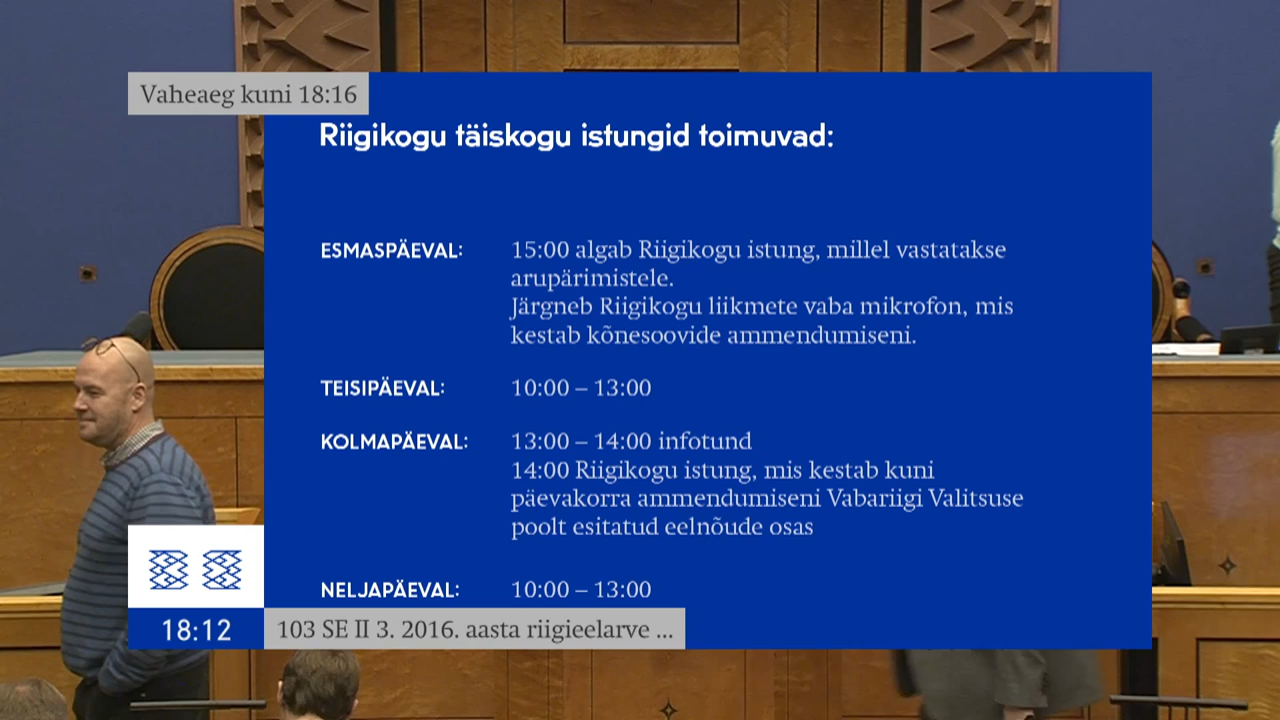 Vaheaeg kuni 18:16
Riigikogu täiskogu istungid toimuvad:
ESMASPÄEVAL:
15:00 algab Riigikogu istung, millel vastatakse
arupärimistele.
Järgneb Riigikogu liikmete vaba mikrofon, mis
kestab kõnesoovide ammendumiseni.
TEISIPÄEVAL:
10:00 – 13:00
KOLMAPÄEVAL:
13:00 – 14:00 infotund
14:00 Riigikogu istung, mis kestab kuni
päevakorra ammendumiseni Vabariigi Valitsuse
poolt esitatud eelnõude osas
NELJAPÄEVAL:
10:00 – 13:00
18:12
103 SE II 3. 2016. aasta riigieelarve ...